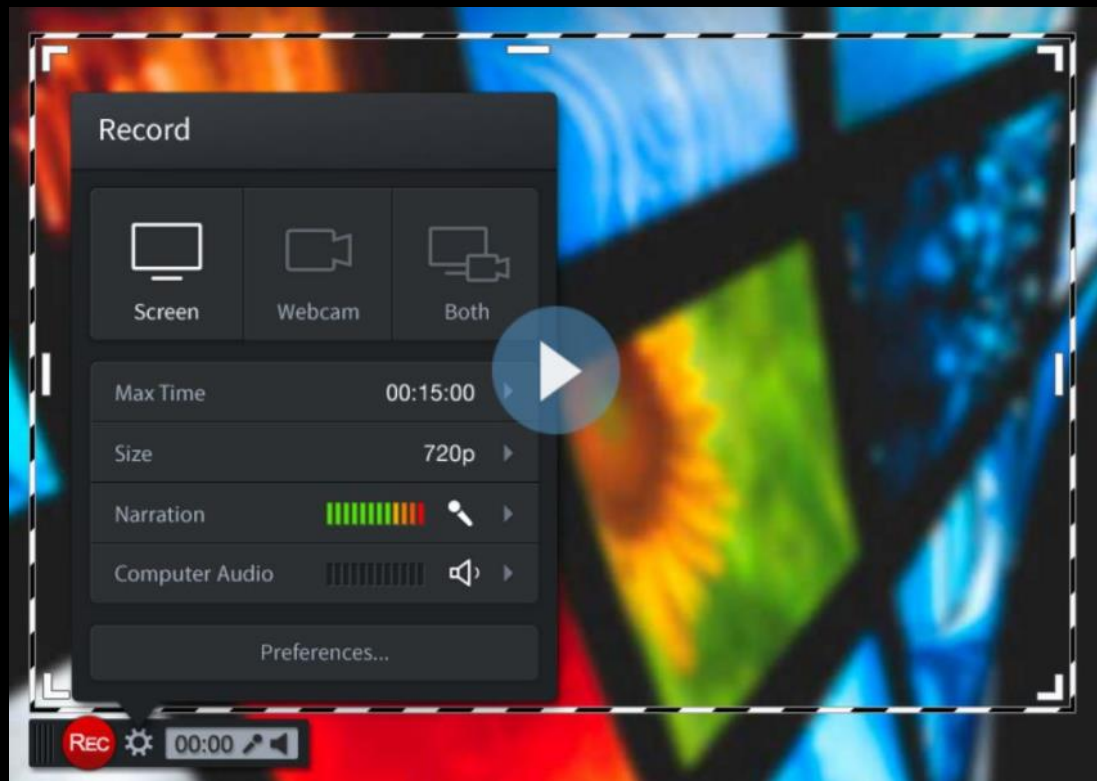 Record
Screen Webcam Both
Max Time 00:15:00
Size 720p
Narration
Computer Audio
Preferences...
REC 00:00